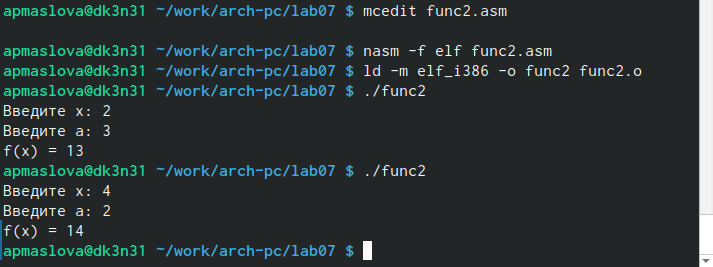 apmaslova@dk3n31 ~/work/arch-pc/lab07 $ mcedit func2.asm
apmaslova@dk3n31 ~/work/arch-pc/lab07 $ nasm -f elf func2.asm
apmaslova@dk3n31 ~/work/arch-pc/lab07 $ ld -m elf_i386 -o func2 func2.o
apmaslova@dk3n31 ~/work/arch-pc/lab07 $ ./func2
Введите x: 2
Введите a: 3
f(x) = 13
apmaslova@dk3n31 ~/work/arch-pc/lab07 $ ./func2
Введите x: 4
Введите a: 2
f(x) = 14
apmaslova@dk3n31 ~/work/arch-pc/lab07 $